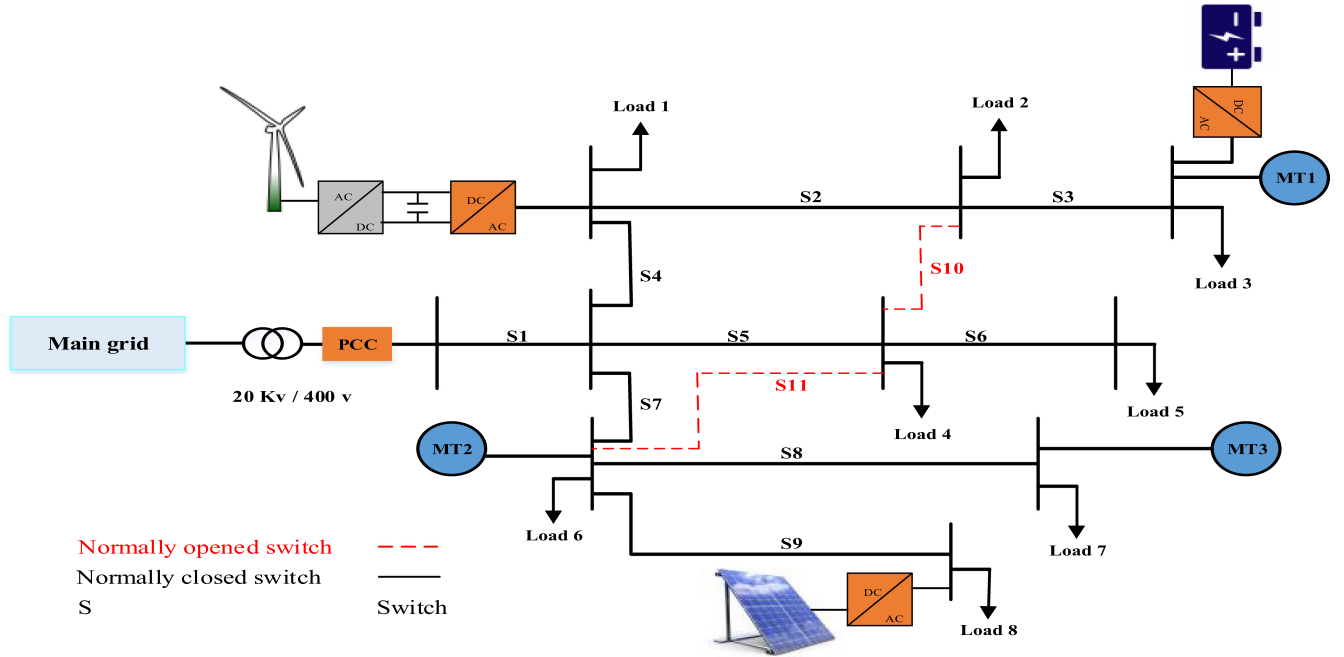 Load 1
Load 2
DC
AC
MT1
AC
DC
DC
AC
S2
S3
S10
S4
Load 3
Main grid
PCC
S1
S5
S6
20 Kv / 400 v
S11
S7
Load 5
Load 4
MT2
S8
MT3
Load 6
Load 7
S9
Normally opened switch
Normally closed switch
S Switch
DC
AC
Load 8